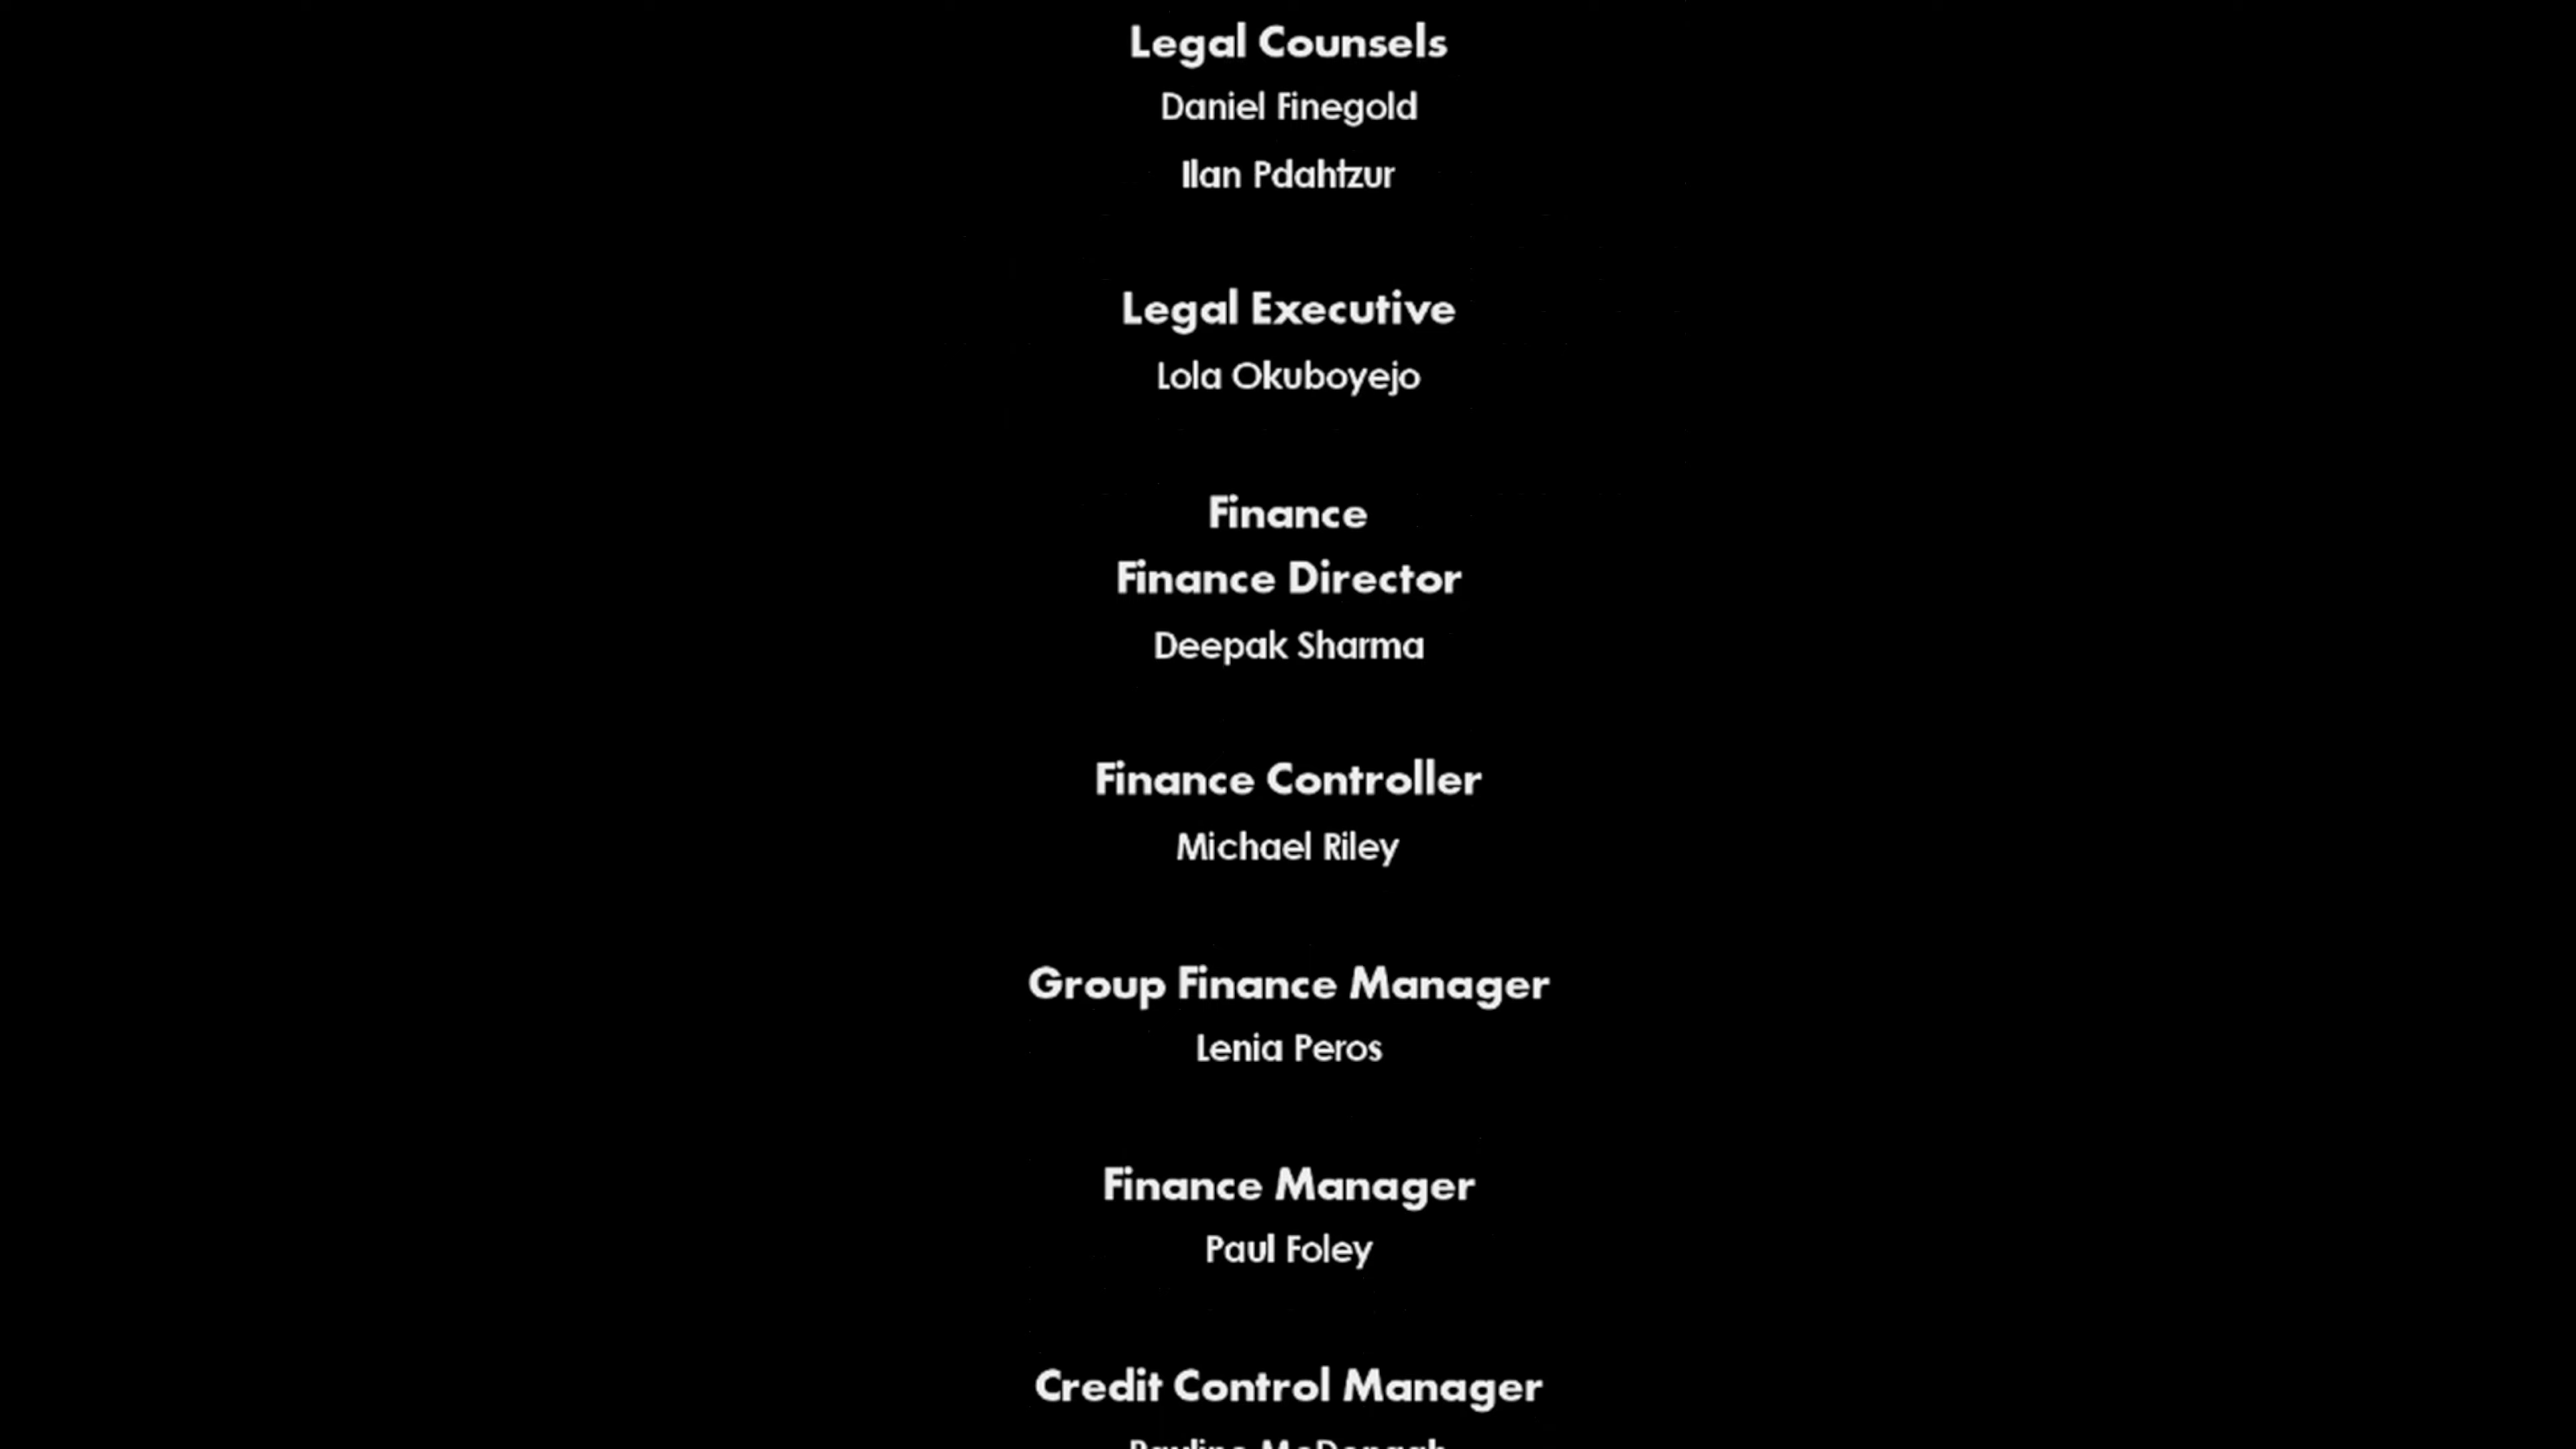 Legal Counsels
Daniel Finegold
Ilan Pdahtzur
Legal Executive
Lola Okuboyejo
Finance
Finance Director
Deepak Sharma
Finance Controller
Michael Riley
Group Finance Manager
Lenia Peros
Finance Manager
Paul Foley
Credit Control Manager